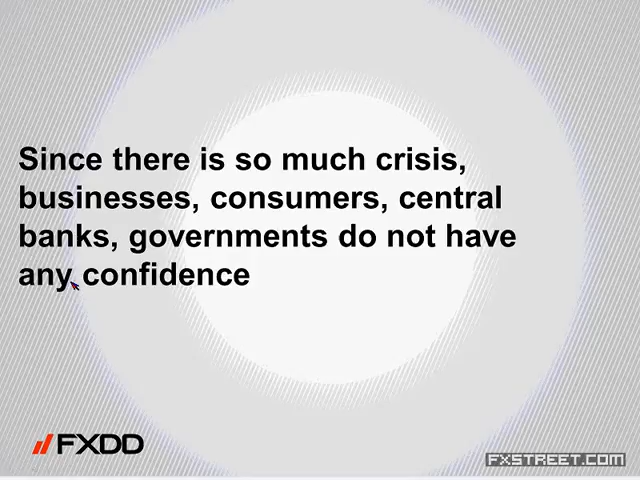 Since there is so much crisis,
businesses, consumers, central
banks, governments do not have
any confidence
FXDD
FXSTREET.COM